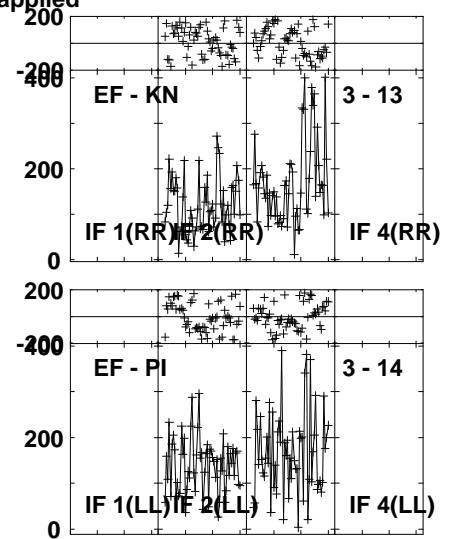 applied
200
-200
400
EF - KN 3 - 13
200
IF 1(RR) IF 2(RR) IF 4(RR)
0
200
-200
400
EF - PI 3 - 14
200
IF 1(LL) IF 2(LL) IF 4(LL)
0